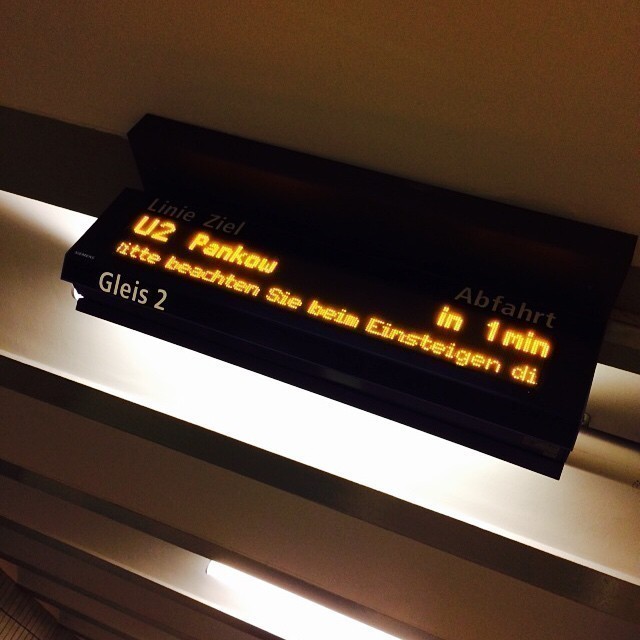 Linie Ziel Abfahrt
U2 Pankow in 1 min
itte beachten Sie beim Einsteigen di
Gleis 2